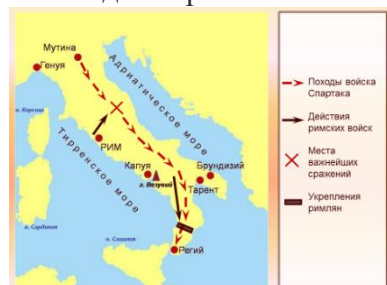 Мутина
Генуя
Адриатическое море
о. Корсика
РИМ
Тирренское море
Капуя
г. Везувий
Брундизий
Тарент
о. Сардиния
о. Сицилия
Регий
Походы войска
Спартака
Действия
римских войск
Места
важнейших
сражений
Укрепления
римлян